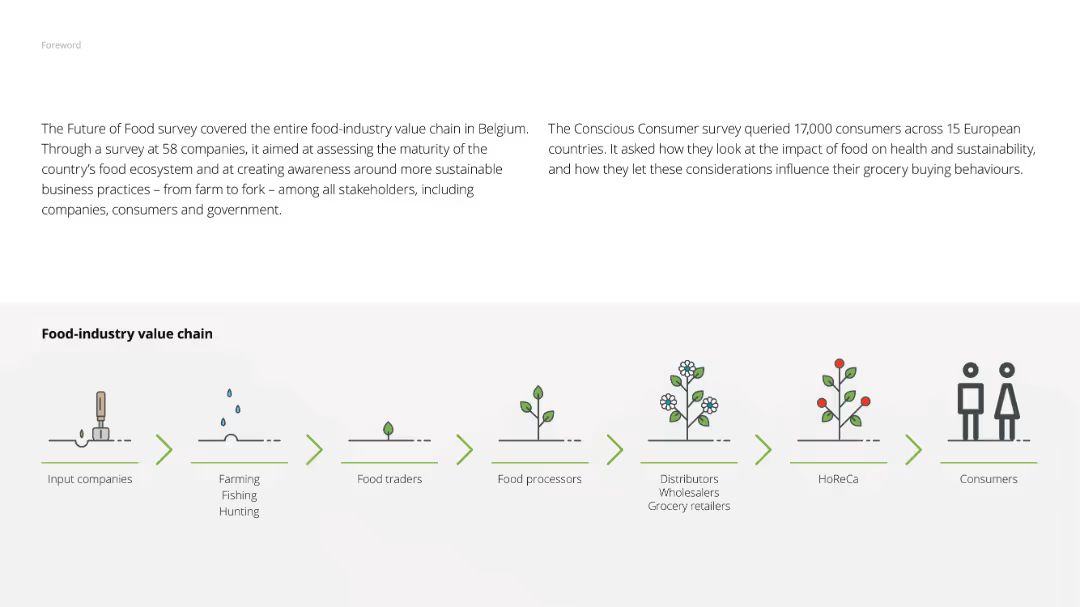 Foreword
The Future of Food survey covered the entire food-industry value chain in Belgium.
Through a survey at 58 companies, it aimed at assessing the maturity of the
country’s food ecosystem and at creating awareness around more sustainable
business practices – from farm to fork – among all stakeholders, including
companies, consumers and government.
The Conscious Consumer survey queried 17,000 consumers across 15 European
countries. It asked how they look at the impact of food on health and sustainability,
and how they let these considerations influence their grocery buying behaviours.
Food-industry value chain
Input companies
Farming
Fishing
Hunting
Food traders
Food processors
Distributors
Wholesalers
Grocery retailers
HoReCa
Consumers